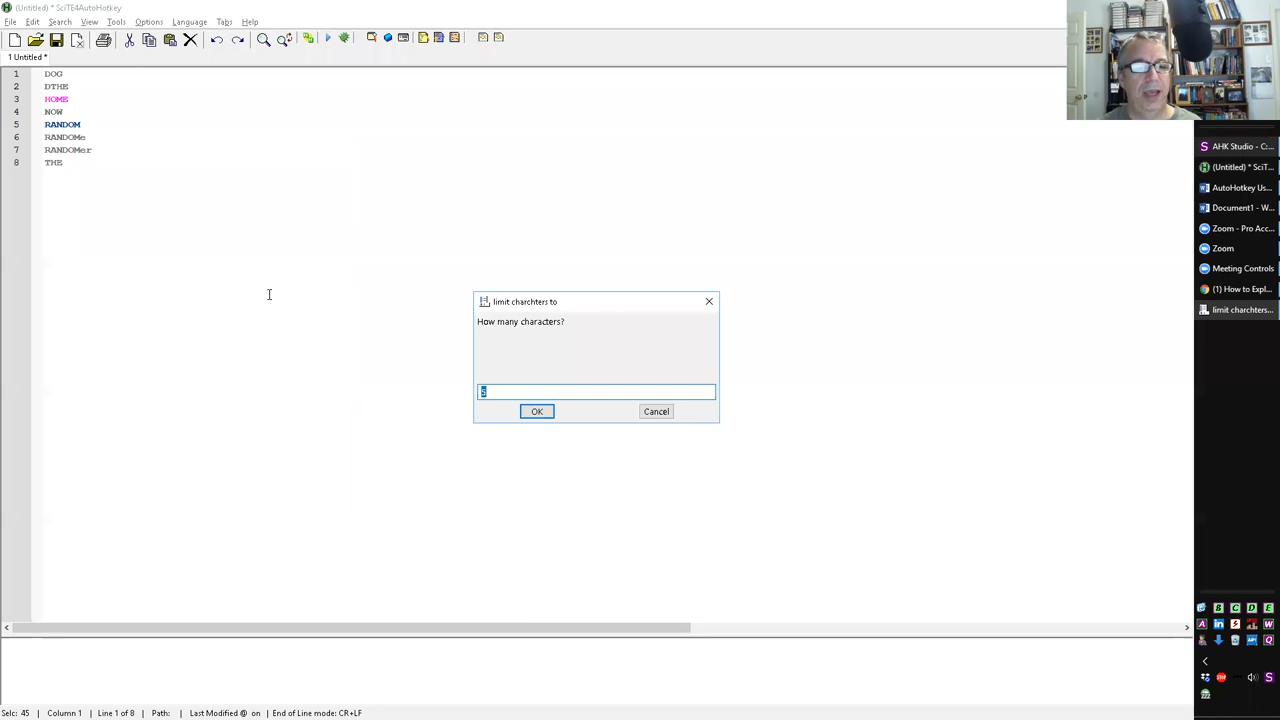 (Untitled) * SciTE4AutoHotkey
File Edit Search View Tools Options Language Tabs Help
1 Untitled *
1 DOG
2 DTHE
3 HOME
4 NOW
5 RANDOM
6 RANDOMe
7 RANDOMer
8 THE
limit charchters to
How many characters?
5
OK Cancel
AHK Studio - C:...
(Untitled) * SciT...
AutoHotkey Us...
Document1 - W...
Zoom - Pro Acc...
Zoom
Meeting Controls
(1) How to Expl...
limit charchters...
Selc: 45 Column 1 Line 1 of 8 Path: Last Modified @ on End of Line mode: CR+LF